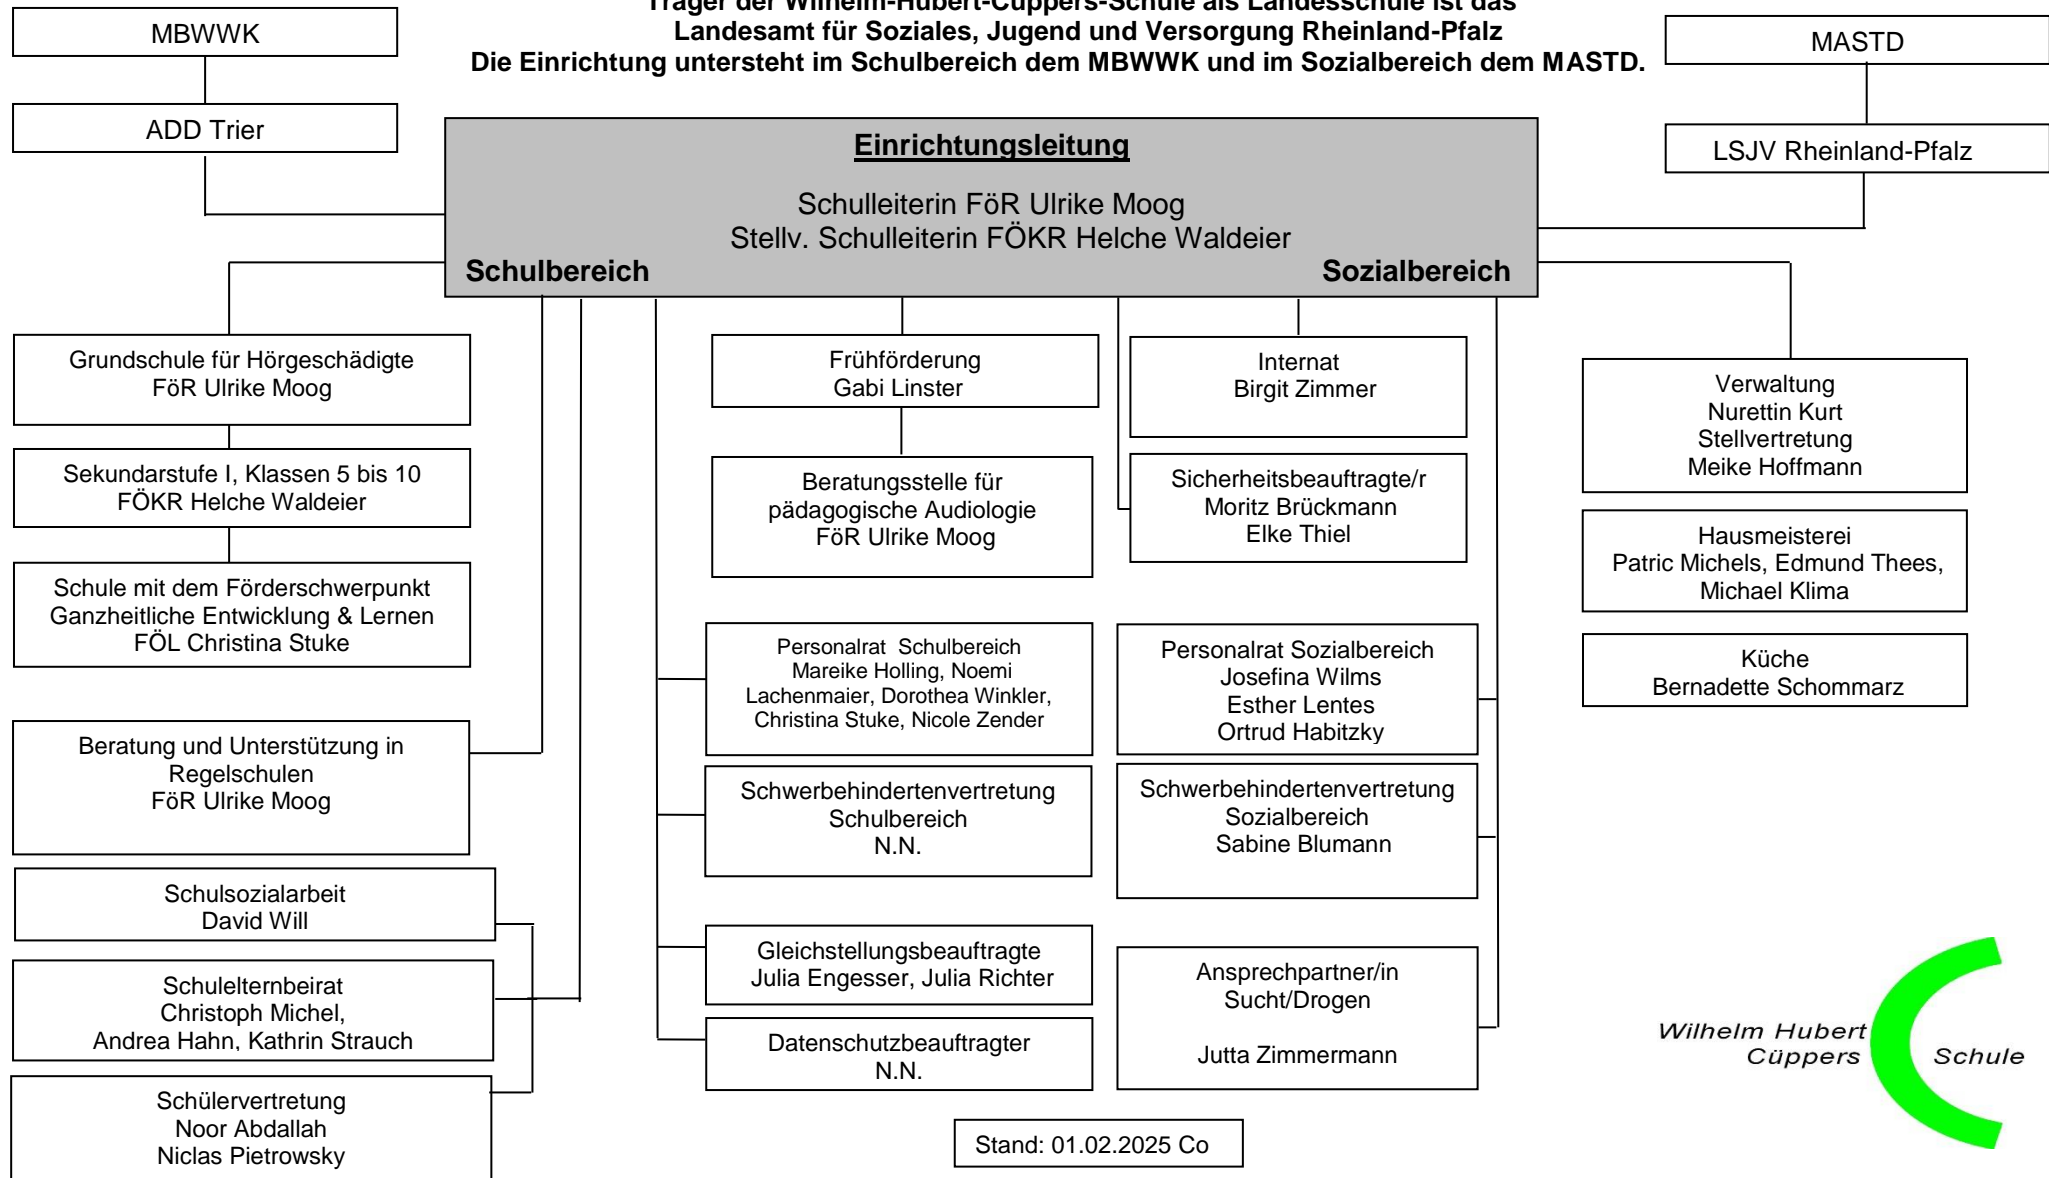 Träger der Wilhelm-Hubert-Cüppers-Schule als Landesschule ist das
Landesamt für Soziales, Jugend und Versorgung Rheinland-Pfalz
Die Einrichtung untersteht im Schulbereich dem MBWWK und im Sozialbereich dem MASTD.
MBWWK
ADD Trier
MASTD
LSJV Rheinland-Pfalz
Einrichtungsleitung
Schulleiterin FöR Ulrike Moog
Stellv. Schulleiterin FÖKR Helche Waldeier
Schulbereich
Sozialbereich
Grundschule für Hörgeschädigte
FöR Ulrike Moog
Sekundarstufe I, Klassen 5 bis 10
FÖKR Helche Waldeier
Schule mit dem Förderschwerpunkt
Ganzheitliche Entwicklung & Lernen
FÖL Christina Stuke
Beratung und Unterstützung in
Regelschulen
FöR Ulrike Moog
Schulsozialarbeit
David Will
Schulelternbeirat
Christoph Michel,
Andrea Hahn, Kathrin Strauch
Schülervertretung
Noor Abdallah
Niclas Pietrowsky
Frühförderung
Gabi Linster
Beratungsstelle für
pädagogische Audiologie
FöR Ulrike Moog
Personalrat Schulbereich
Mareike Holling, Noemi
Lachenmaier, Dorothea Winkler,
Christina Stuke, Nicole Zender
Schwerbehindertenvertretung
Schulbereich
N.N.
Gleichstellungsbeauftragte
Julia Engesser, Julia Richter
Datenschutzbeauftragter
N.N.
Internat
Birgit Zimmer
Sicherheitsbeauftragte/r
Moritz Brückmann
Elke Thiel
Personalrat Sozialbereich
Josefina Wilms
Esther Lentes
Ortrud Habitzky
Schwerbehindertenvertretung
Sozialbereich
Sabine Blumann
Ansprechpartner/in
Sucht/Drogen
Jutta Zimmermann
Verwaltung
Nurettin Kurt
Stellvertretung
Meike Hoffmann
Hausmeisterei
Patric Michels, Edmund Thees,
Michael Klima
Küche
Bernadette Schommarz
Stand: 01.02.2025 Co
Wilhelm Hubert
Cüppers Schule